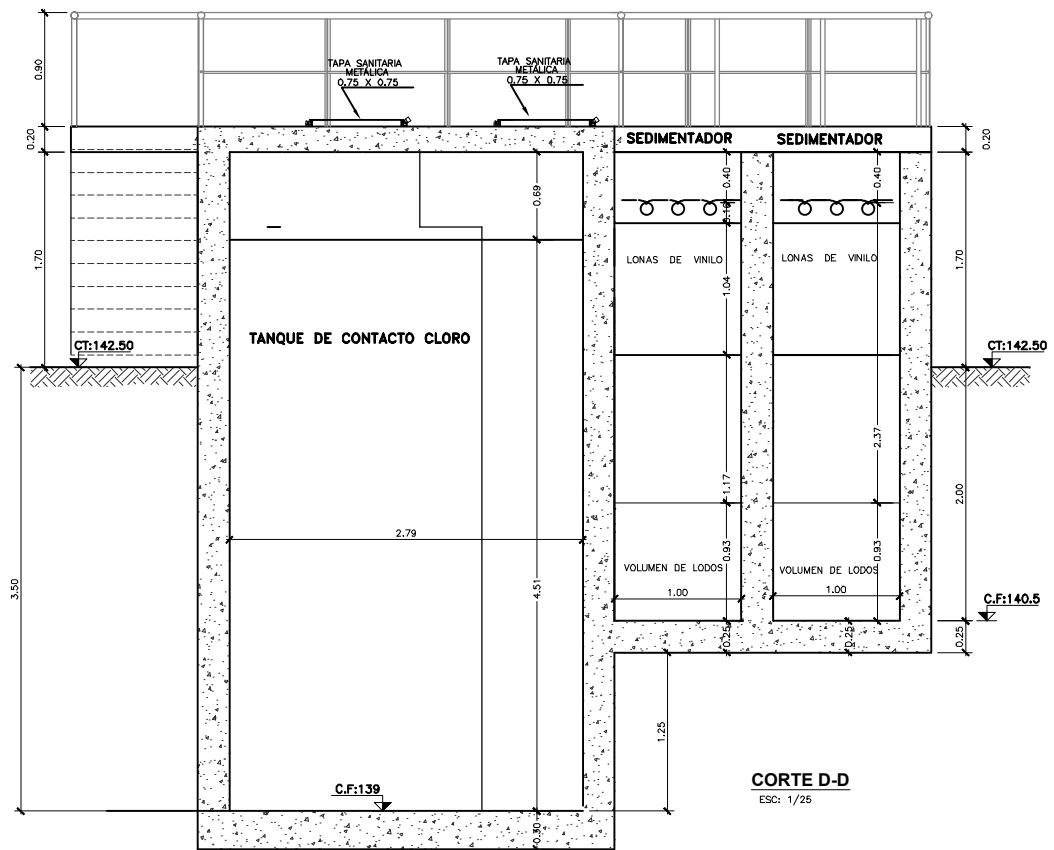 TAPA SANITARIA
METÁLICA
0.75 X 0.75
TAPA SANITARIA
METÁLICA
0.75 X 0.75
0.90
0.20
SEDIMENTADOR
SEDIMENTADOR
0.20
0.69
0.40
0.40
0.19
1.70
1.70
LONAS DE VINILO
LONAS DE VINILO
1.04
TANQUE DE CONTACTO CLORO
CT:142.50
CT:142.50
2.37
1.17
2.00
2.79
0.93
0.93
VOLUMEN DE LODOS
VOLUMEN DE LODOS
1.00
1.00
3.50
4.51
C.F:140.5
0.25
0.25
0.25
1.25
C.F:139
CORTE D-D
ESC: 1/25
0.30